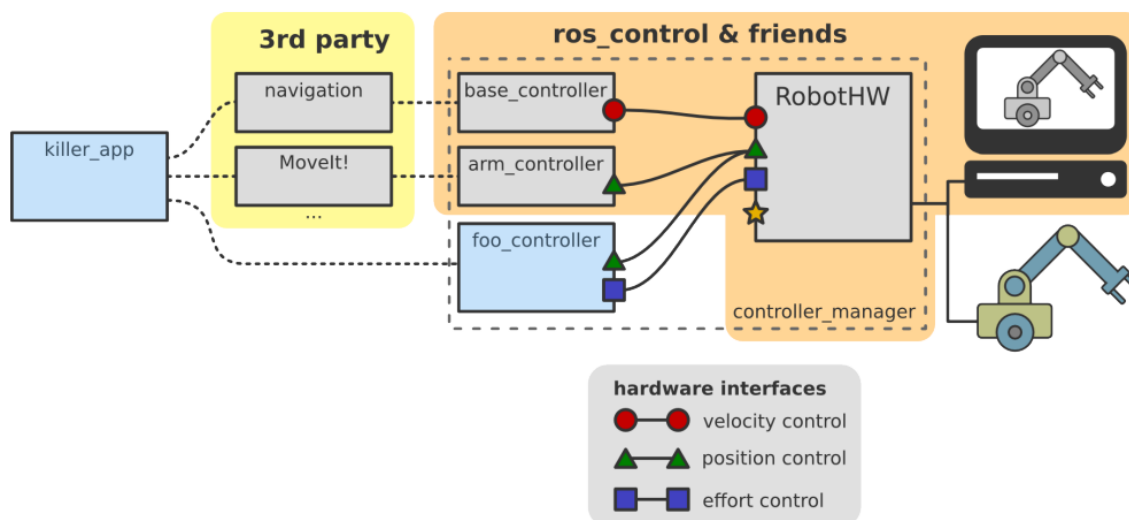 3rd party
ros_control & friends
navigation
base_controller
RobotHW
killer_app
MoveIt!
arm_controller
...
foo_controller
controller_manager
hardware interfaces
velocity control
position control
effort control